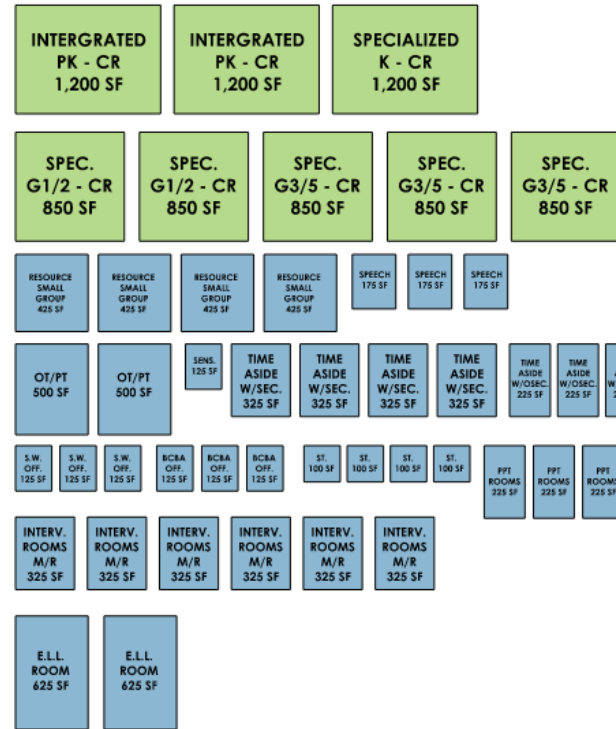 INTERGRATED
PK - CR
1,200 SF
INTERGRATED
PK - CR
1,200 SF
SPECIALIZED
K - CR
1,200 SF
SPEC.
G1/2 - CR
850 SF
SPEC.
G1/2 - CR
850 SF
SPEC.
G3/5 - CR
850 SF
SPEC.
G3/5 - CR
850 SF
SPEC.
G3/5 - CR
850 SF
RESOURCE
SMALL
GROUP
425 SF
RESOURCE
SMALL
GROUP
425 SF
RESOURCE
SMALL
GROUP
425 SF
RESOURCE
SMALL
GROUP
425 SF
SPEECH
175 SF
SPEECH
175 SF
SPEECH
175 SF
OT/PT
500 SF
OT/PT
500 SF
SENS.
125 SF
TIME
ASIDE
W/SEC.
325 SF
TIME
ASIDE
W/SEC.
325 SF
TIME
ASIDE
W/SEC.
325 SF
TIME
ASIDE
W/SEC.
325 SF
TIME
ASIDE
W/OSEC.
225 SF
TIME
ASIDE
W/OSEC.
225 SF
S.W.
OFF.
125 SF
S.W.
OFF.
125 SF
S.W.
OFF.
125 SF
BCBA
OFF.
125 SF
BCBA
OFF.
125 SF
BCBA
OFF.
125 SF
ST.
100 SF
ST.
100 SF
ST.
100 SF
ST.
100 SF
PPT
ROOMS
225 SF
PPT
ROOMS
225 SF
PPT
ROOMS
225 SF
INTERV.
ROOMS
M/R
325 SF
INTERV.
ROOMS
M/R
325 SF
INTERV.
ROOMS
M/R
325 SF
INTERV.
ROOMS
M/R
325 SF
INTERV.
ROOMS
M/R
325 SF
INTERV.
ROOMS
M/R
325 SF
E.L.L.
ROOM
625 SF
E.L.L.
ROOM
625 SF